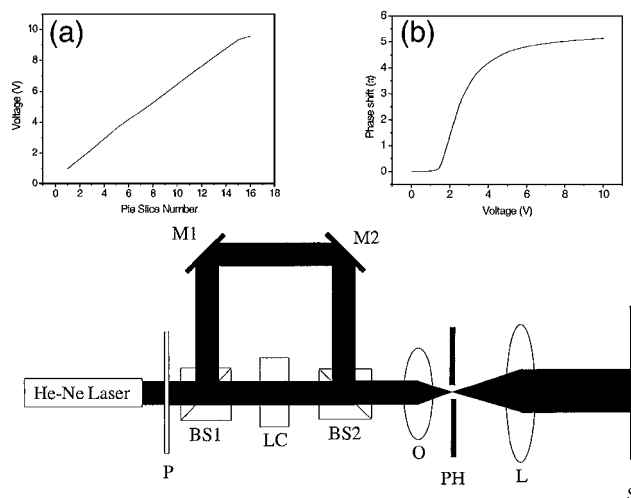 (a)
10
8
6
4
2
0
Voltage (V)
0 2 4 6 8 10 12 14 16 18
Pie Slice Number
(b)
6
5
4
3
2
1
0
Phase shift (π)
0 2 4 6 8 10
Voltage (V)
M1
M2
He-Ne Laser
P
BS1
LC
BS2
O
PH
L
S